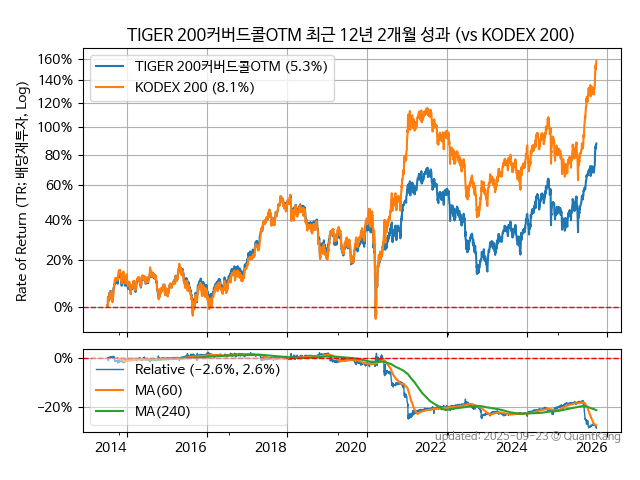 TIGER 200커버드콜OTM 최근 12년 2개월 성과 (vs KODEX 200)
Rate of Return (TR: 배당재투자, Log)
160%
140%
120%
100%
80%
60%
40%
20%
0%
TIGER 200커버드콜OTM (5.3%)
KODEX 200 (8.1%)
0%
−20%
Relative (−2.6%, 2.6%)
MA(60)
MA(240)
updated: 2025-09-23 © QuantKang
2014 2016 2018 2020 2022 2024 2026